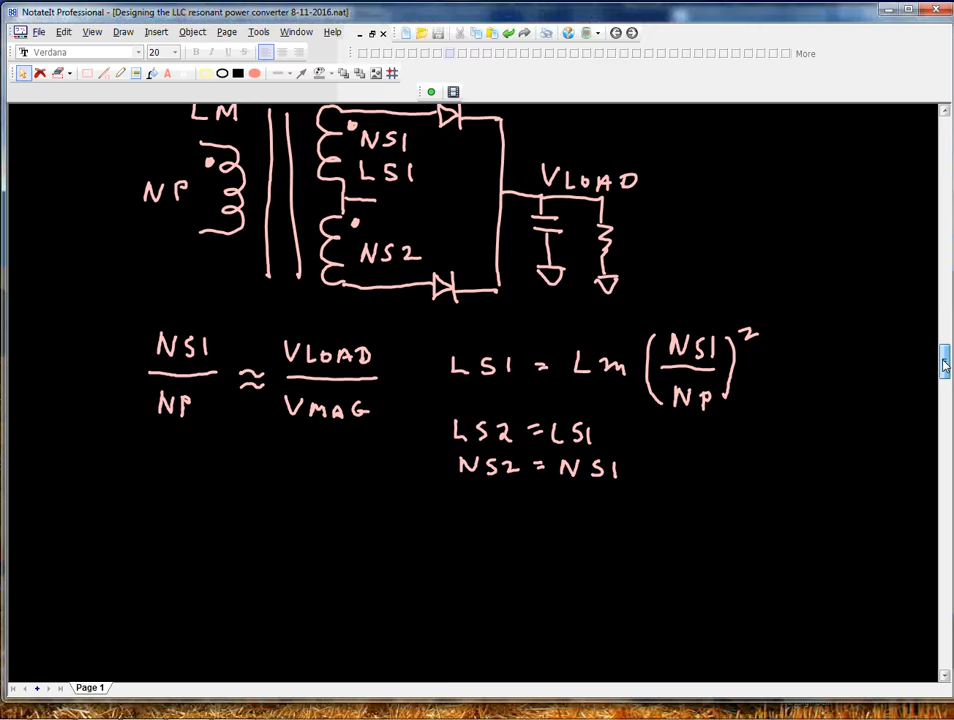 NotateIt Professional - [Designing the LLC resonant power converter 8-11-2016.nat]
File Edit View Draw Insert Object Page Tools Window Help
Verdana 20 B I U S
More
LM
NS1
LS1
NP
VLOAD
NS2
NS1/NP ≈ VLOAD/VMAG
LS1 = Lm (NS1/NP)²
LS2 = LS1
NS2 = NS1
Page 1